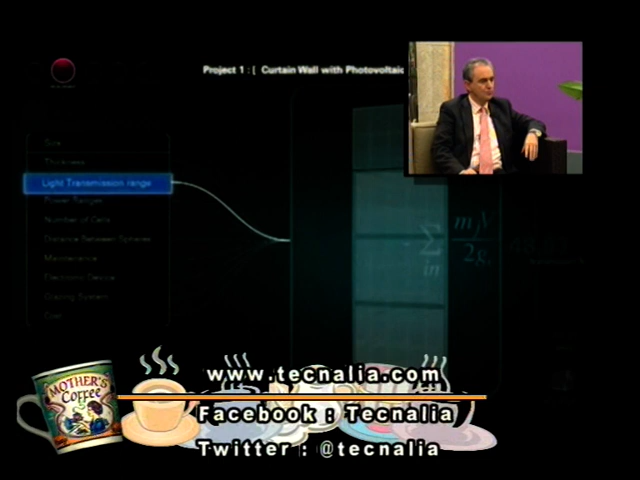 Project 1 : [ Curtain Wall with Photovoltaic
Size
Thickness
Light Transmission range
Power Ranges
Number of Cells
Distance Between Spheres
Maintenance
Electronic Device
Glazing System
Cost
MOTHER'S
Coffee
www.tecnalia.com
Facebook : Tecnalia
Twitter : @tecnalia